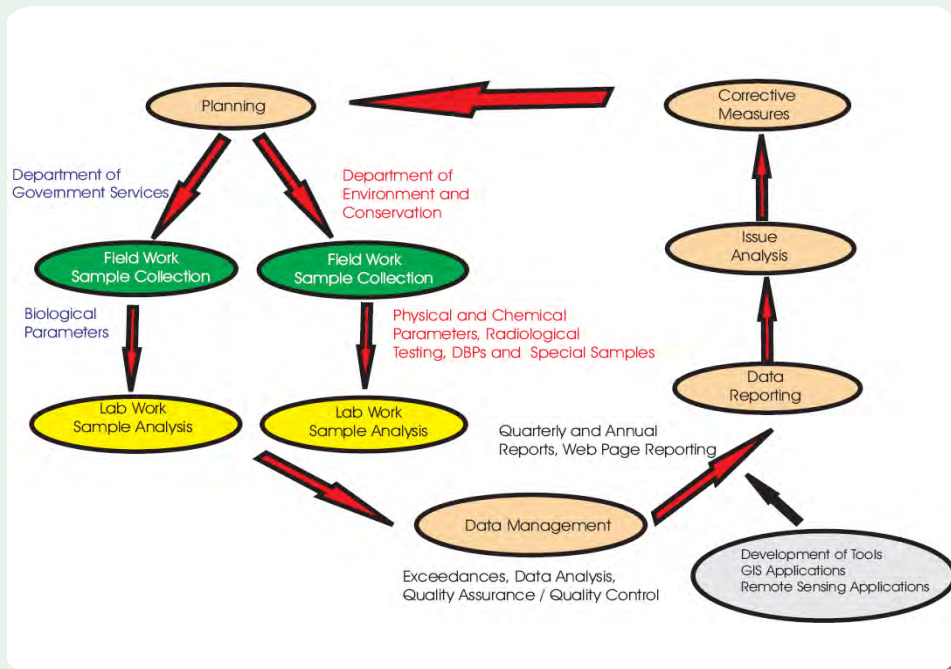 Planning
Corrective
Measures
Department of
Government Services
Department of
Environment and
Conservation
Issue
Analysis
Field Work
Sample Collection
Field Work
Sample Collection
Biological
Parameters
Physical and Chemical
Parameters, Radiological
Testing, DBPs and Special Samples
Data
Reporting
Lab Work
Sample Analysis
Lab Work
Sample Analysis
Quarterly and Annual
Reports, Web Page Reporting
Data Management
Exceedances, Data Analysis,
Quality Assurance / Quality Control
Development of Tools
GIS Applications
Remote Sensing Applications